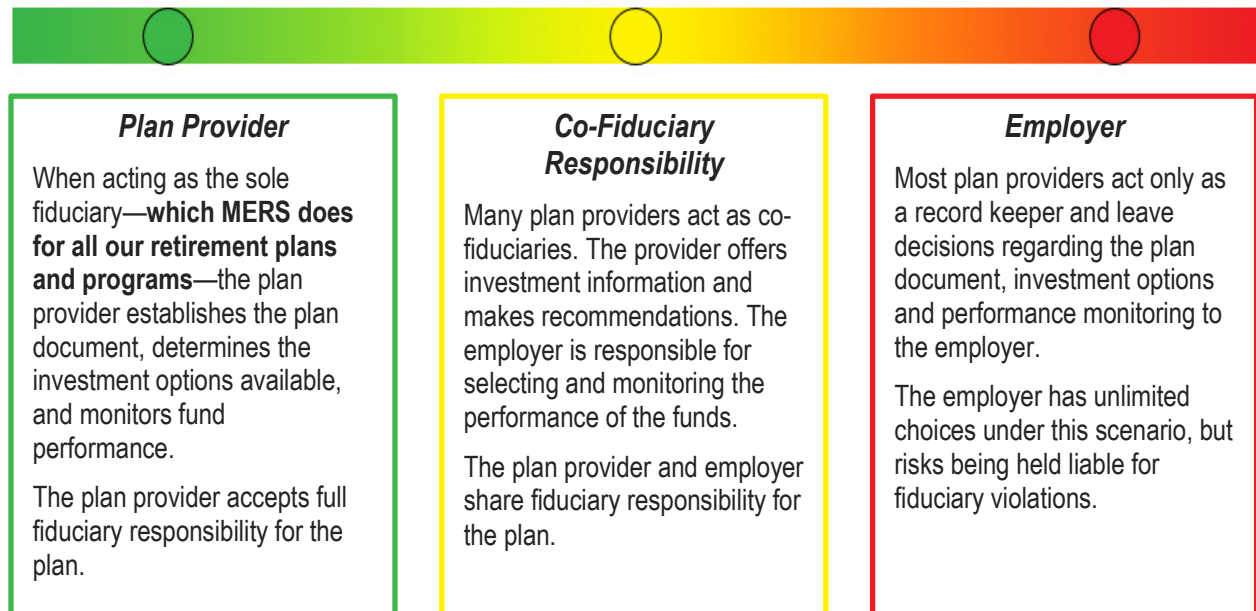 Plan Provider
When acting as the sole
fiduciary—which MERS does
for all our retirement plans
and programs—the plan
provider establishes the plan
document, determines the
investment options available,
and monitors fund
performance.
The plan provider accepts full
fiduciary responsibility for the
plan.
Co-Fiduciary
Responsibility
Many plan providers act as co-
fiduciaries. The provider offers
investment information and
makes recommendations. The
employer is responsible for
selecting and monitoring the
performance of the funds.
The plan provider and employer
share fiduciary responsibility for
the plan.
Employer
Most plan providers act only as
a record keeper and leave
decisions regarding the plan
document, investment options
and performance monitoring to
the employer.
The employer has unlimited
choices under this scenario, but
risks being held liable for
fiduciary violations.